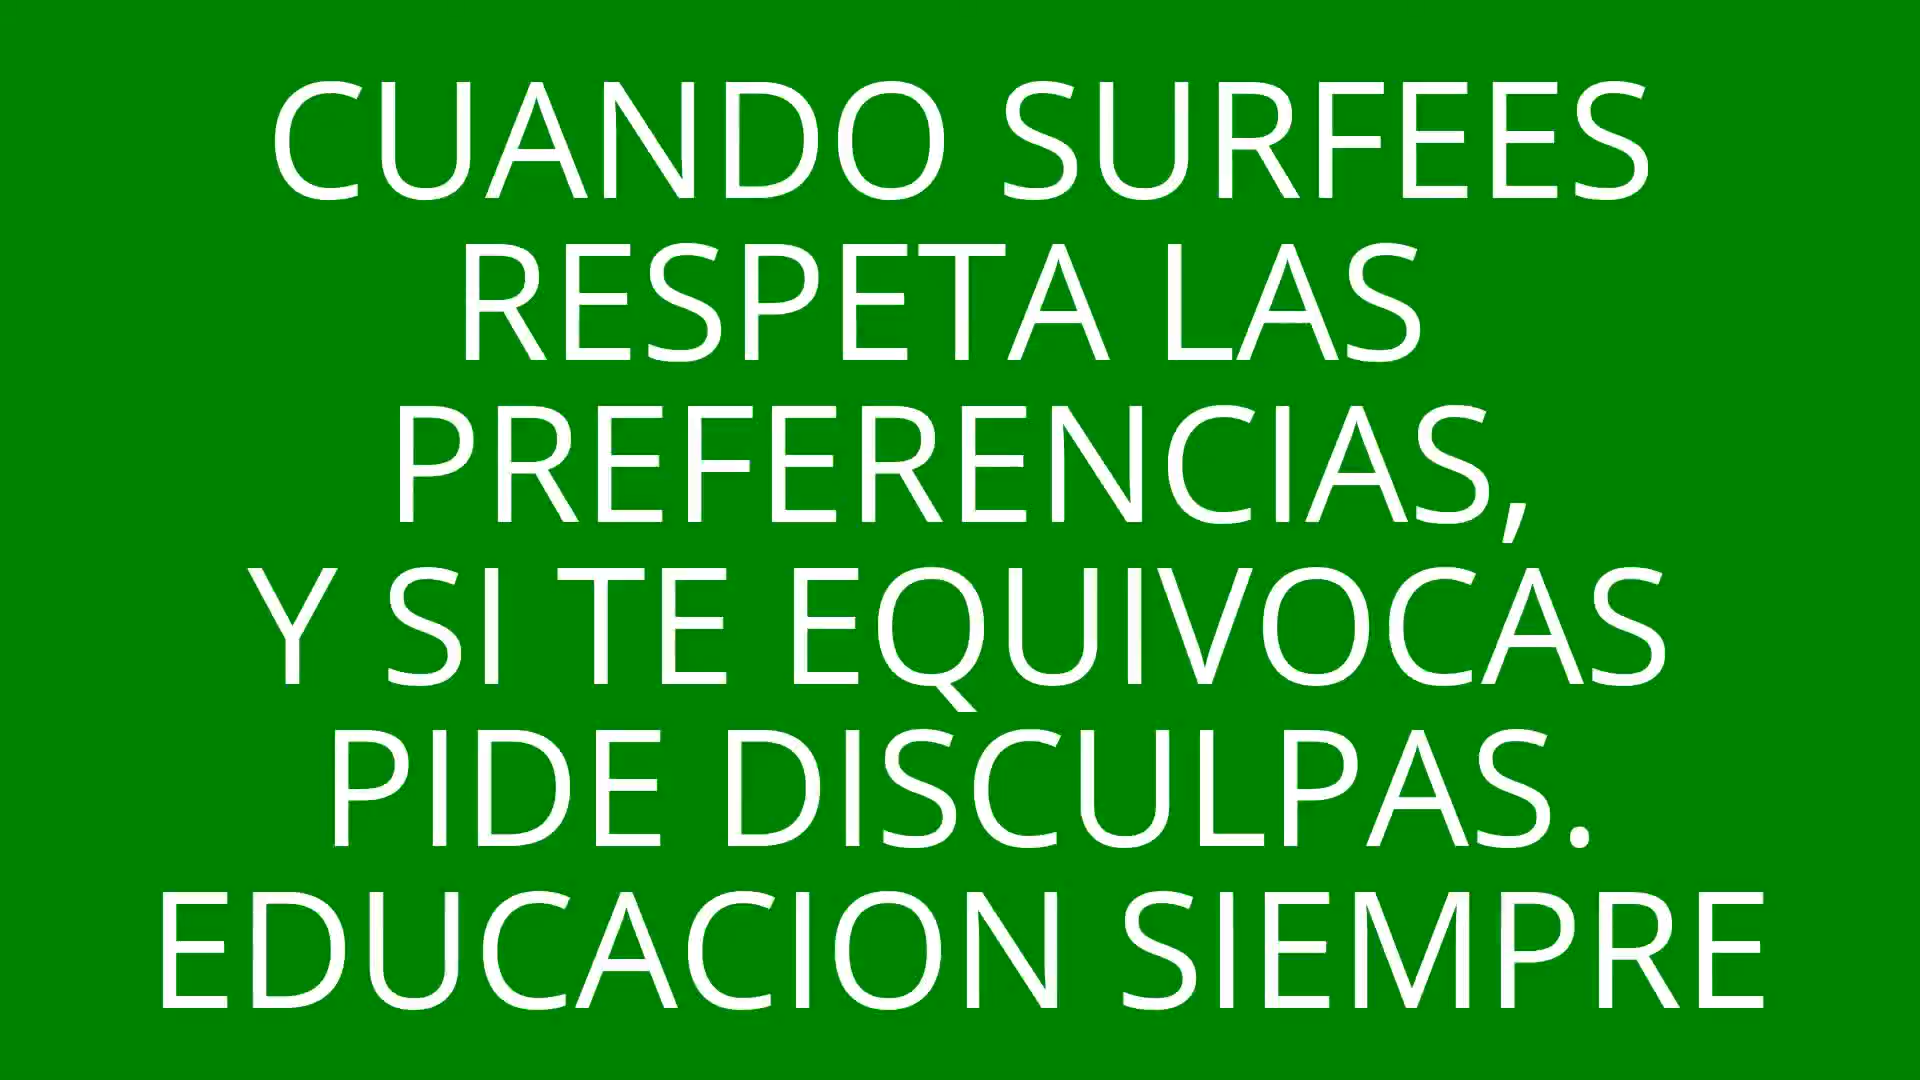 CUANDO SURFEES
RESPETA LAS
PREFERENCIAS,
Y SI TE EQUIVOCAS
PIDE DISCULPAS.
EDUCACION SIEMPRE